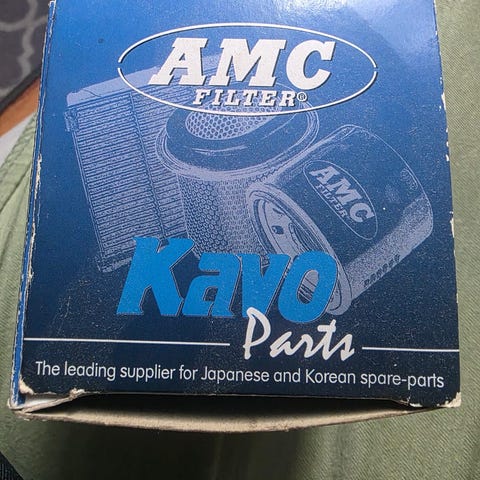 AMC
FILTER®
AMC
FILTER
Kavo
Parts
The leading supplier for Japanese and Korean spare-parts